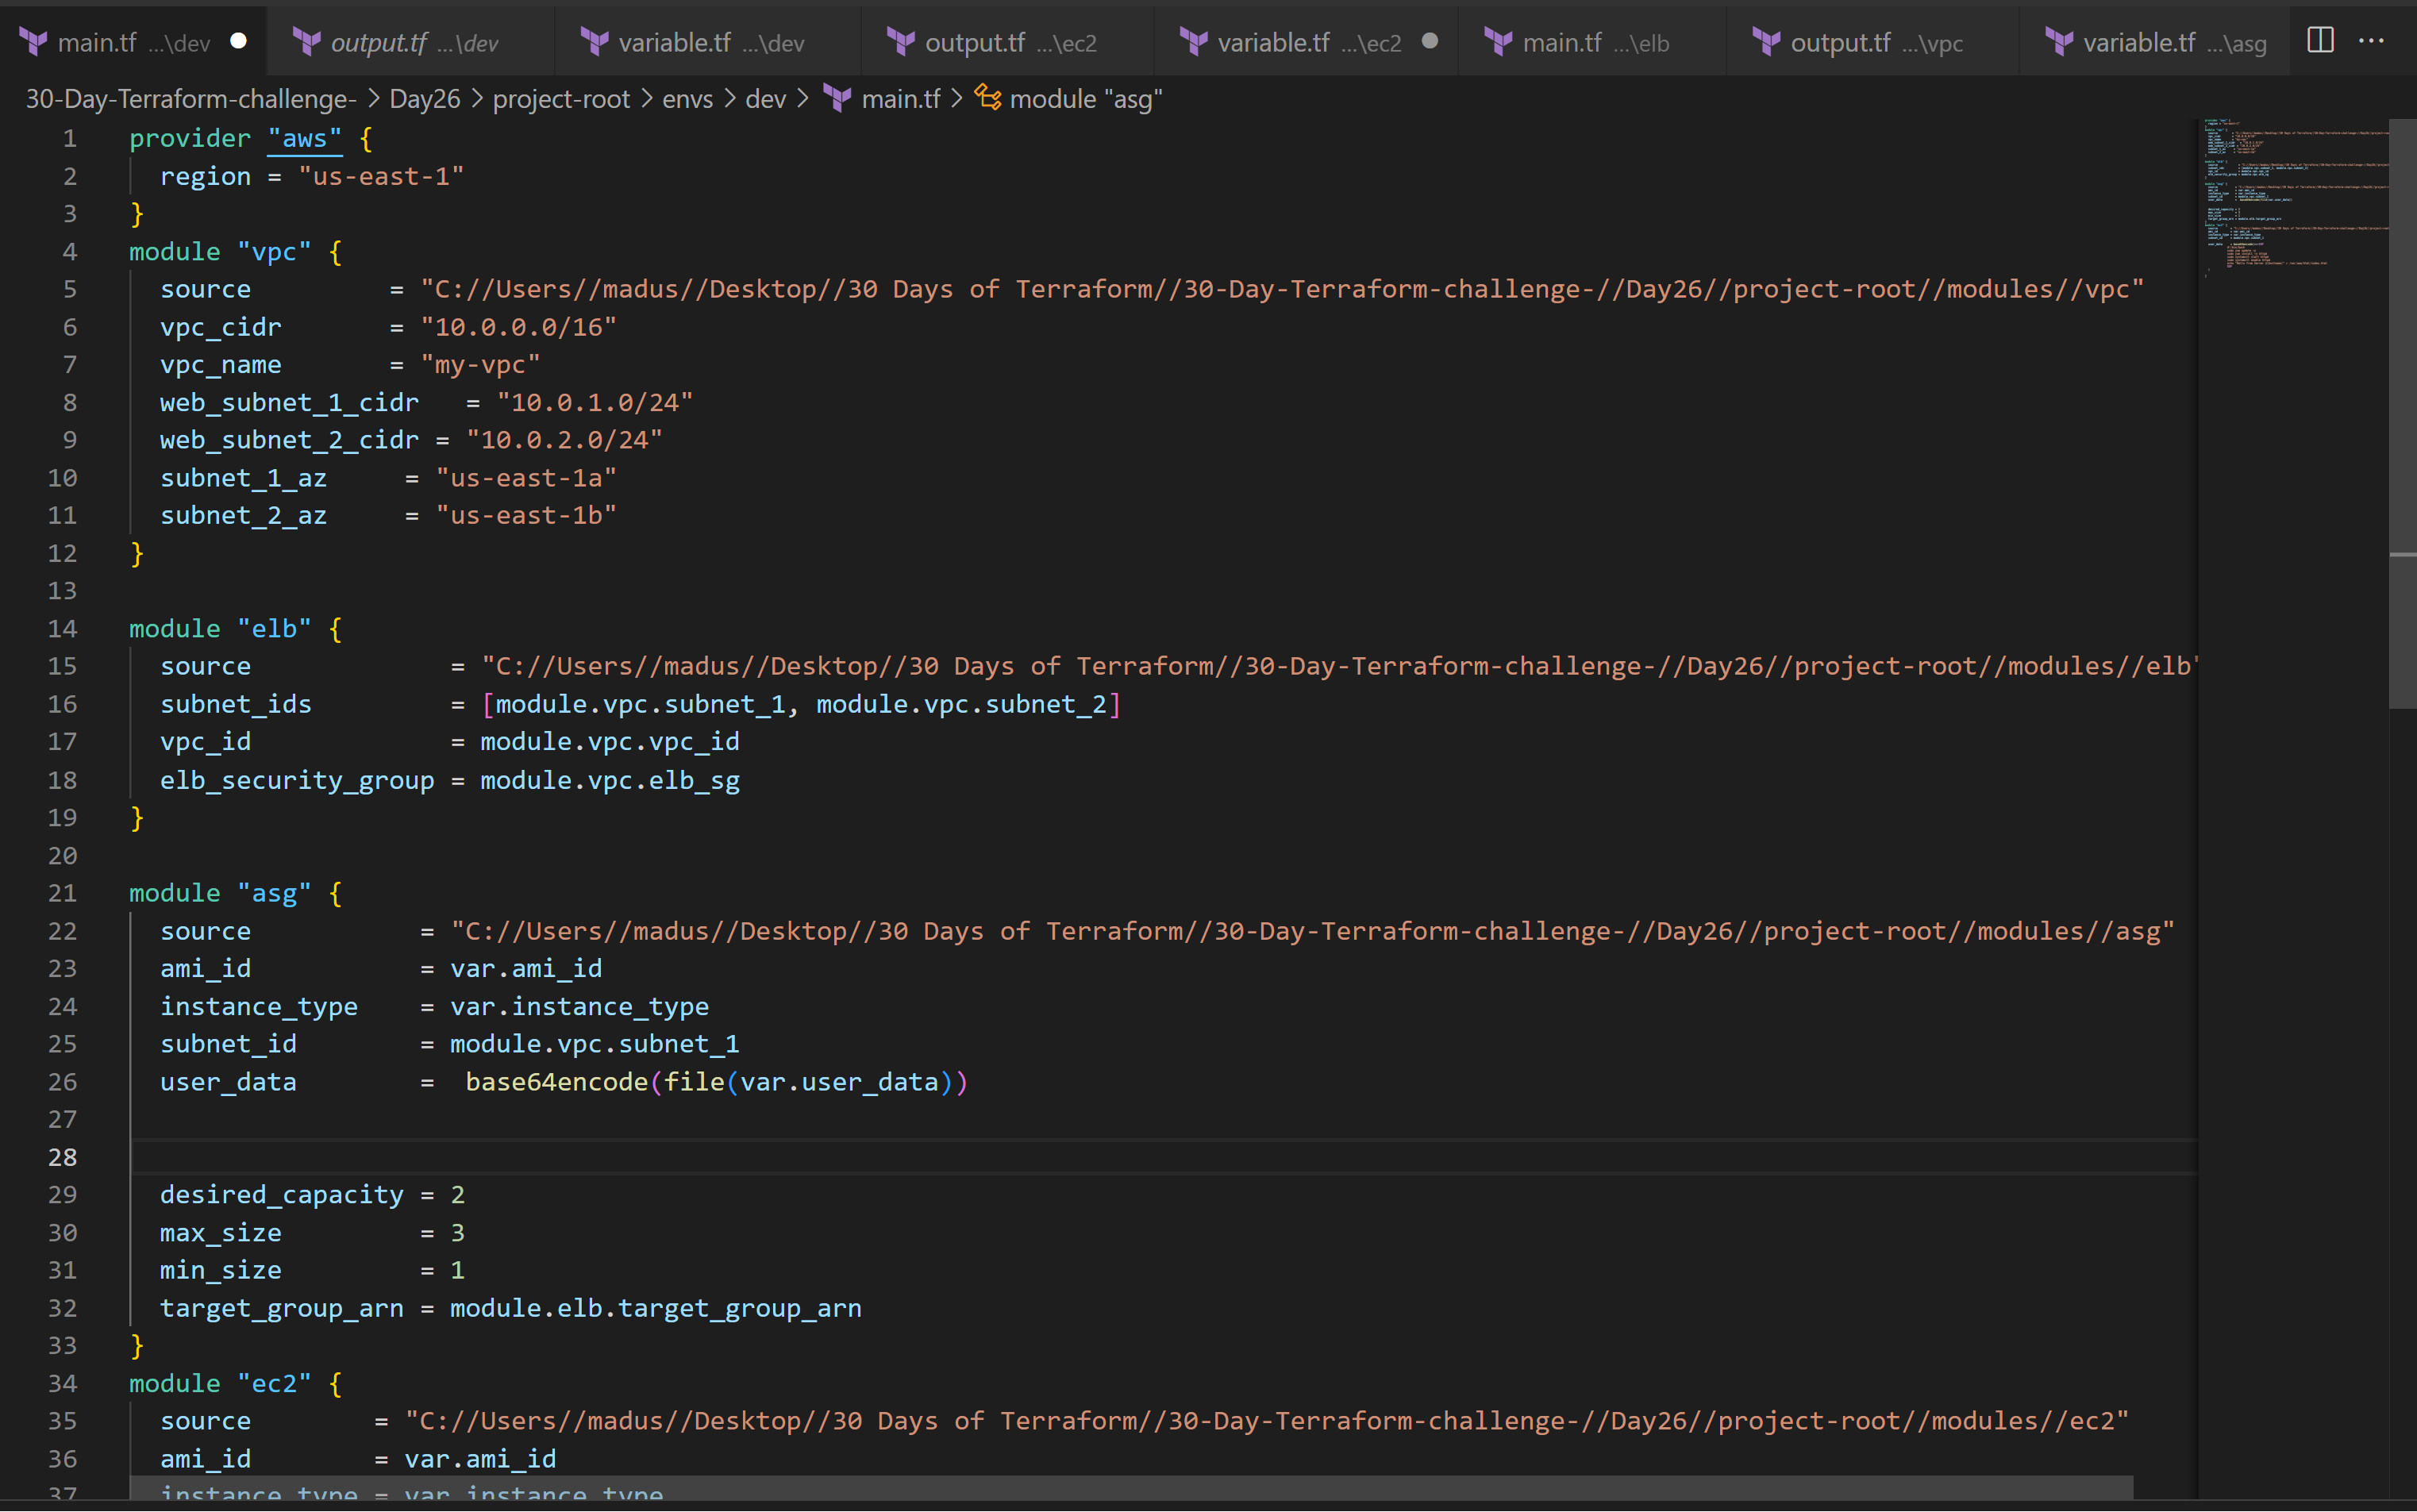 main.tf ...\dev output.tf ...\dev variable.tf ...\dev output.tf ...\ec2 variable.tf ...\ec2 main.tf ...\elb output.tf ...\vpc variable.tf ...\asg
30-Day-Terraform-challenge- > Day26 > project-root > envs > dev > main.tf > module "asg"
1 provider "aws" {
2 region = "us-east-1"
3 }
4 module "vpc" {
5 source = "C://Users//madus//Desktop//30 Days of Terraform//30-Day-Terraform-challenge-//Day26//project-root//modules//vpc"
6 vpc_cidr = "10.0.0.0/16"
7 vpc_name = "my-vpc"
8 web_subnet_1_cidr = "10.0.1.0/24"
9 web_subnet_2_cidr = "10.0.2.0/24"
10 subnet_1_az = "us-east-1a"
11 subnet_2_az = "us-east-1b"
12 }
13
14 module "elb" {
15 source = "C://Users//madus//Desktop//30 Days of Terraform//30-Day-Terraform-challenge-//Day26//project-root//modules//elb"
16 subnet_ids = [module.vpc.subnet_1, module.vpc.subnet_2]
17 vpc_id = module.vpc.vpc_id
18 elb_security_group = module.vpc.elb_sg
19 }
20
21 module "asg" {
22 source = "C://Users//madus//Desktop//30 Days of Terraform//30-Day-Terraform-challenge-//Day26//project-root//modules//asg"
23 ami_id = var.ami_id
24 instance_type = var.instance_type
25 subnet_id = module.vpc.subnet_1
26 user_data = base64encode(file(var.user_data))
27
28
29 desired_capacity = 2
30 max_size = 3
31 min_size = 1
32 target_group_arn = module.elb.target_group_arn
33 }
34 module "ec2" {
35 source = "C://Users//madus//Desktop//30 Days of Terraform//30-Day-Terraform-challenge-//Day26//project-root//modules//ec2"
36 ami_id = var.ami_id
37 instance_type = var.instance_type